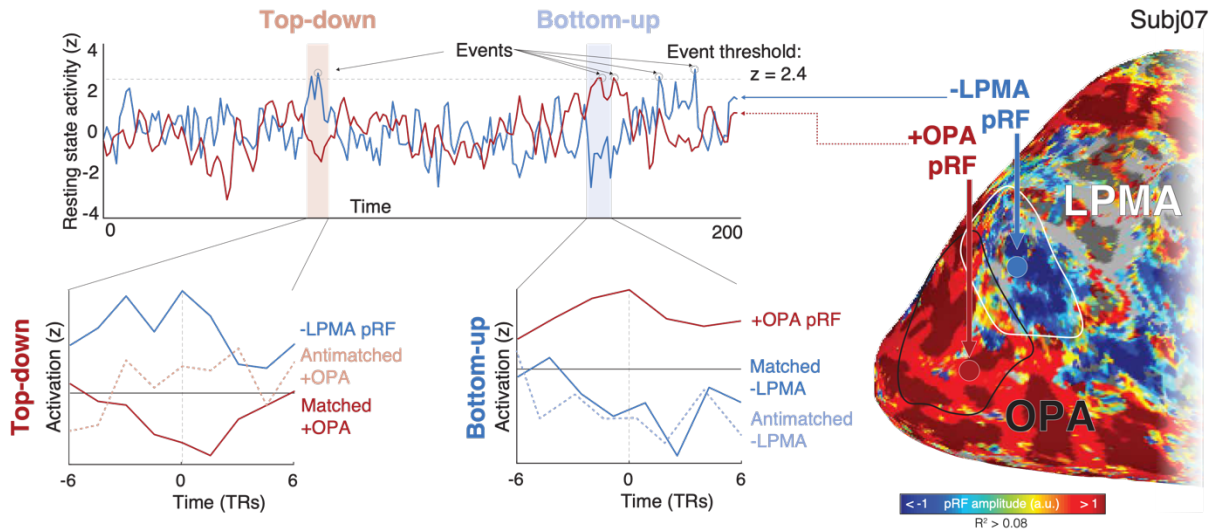 Top-down
Bottom-up
Subj07
Resting state activity (z)
4
2
0
-2
-4
Events
Event threshold:
z = 2.4
Time
0
200
-LPMA
pRF
+OPA
pRF
LPMA
OPA
Top-down
Activation (z)
-LPMA pRF
Antimatched
+OPA
Matched
+OPA
-6
0
6
Time (TRs)
Bottom-up
Activation (z)
+OPA pRF
Matched
-LPMA
Antimatched
-LPMA
-6
0
6
Time (TRs)
< -1 pRF amplitude (a.u.) > 1
R² > 0.08